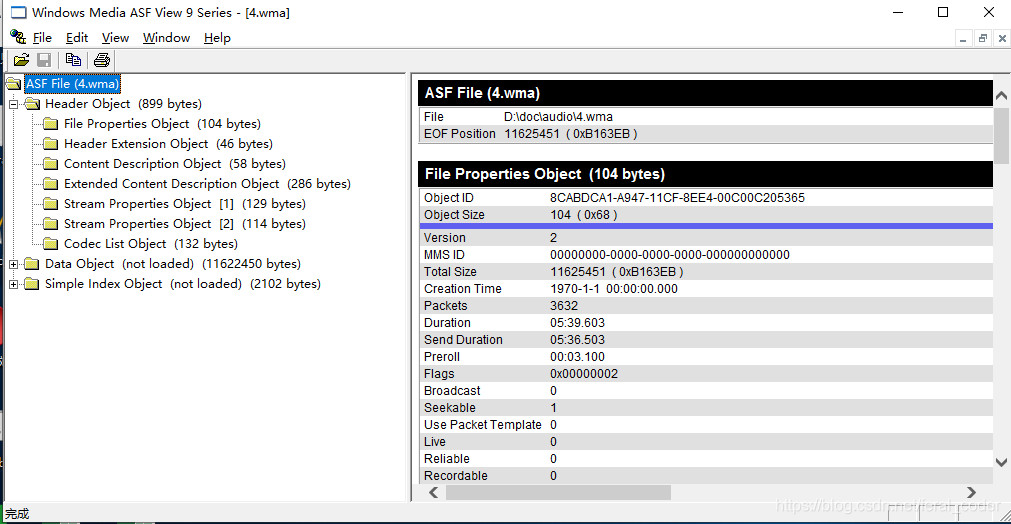 Windows Media ASF View 9 Series - [4.wma]
File Edit View Window Help
ASF File (4.wma)
Header Object (899 bytes)
File Properties Object (104 bytes)
Header Extension Object (46 bytes)
Content Description Object (58 bytes)
Extended Content Description Object (286 bytes)
Stream Properties Object [1] (129 bytes)
Stream Properties Object [2] (114 bytes)
Codec List Object (132 bytes)
Data Object (not loaded) (11622450 bytes)
Simple Index Object (not loaded) (2102 bytes)
ASF File (4.wma)
File D:\doc\audio\4.wma
EOF Position 11625451 ( 0xB163EB )
File Properties Object (104 bytes)
Object ID 8CABDCA1-A947-11CF-8EE4-00C00C205365
Object Size 104 ( 0x68 )
Version 2
MMS ID 00000000-0000-0000-0000-000000000000
Total Size 11625451 ( 0xB163EB )
Creation Time 1970-1-1 00:00:00.000
Packets 3632
Duration 05:39.603
Send Duration 05:36.503
Preroll 00:03.100
Flags 0x00000002
Broadcast 0
Seekable 1
Use Packet Template 0
Live 0
Reliable 0
Recordable 0
完成